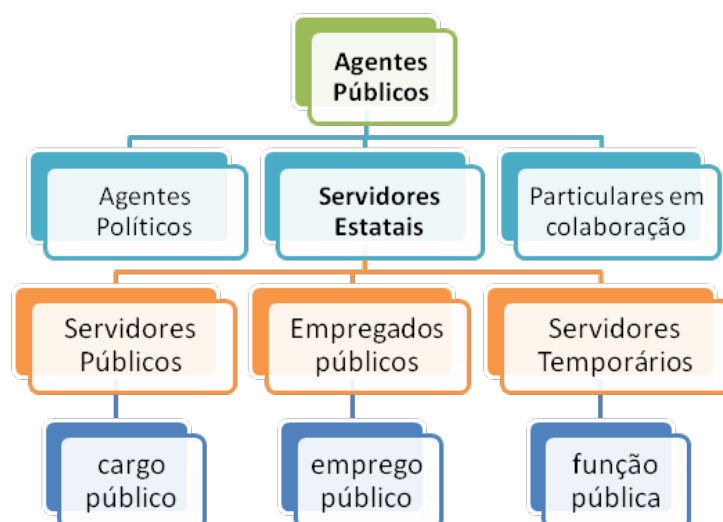 Agentes
Públicos
Agentes
Políticos
Servidores
Estatais
Particulares em
colaboração
Servidores
Públicos
Empregados
públicos
Servidores
Temporários
cargo
público
emprego
público
função
pública